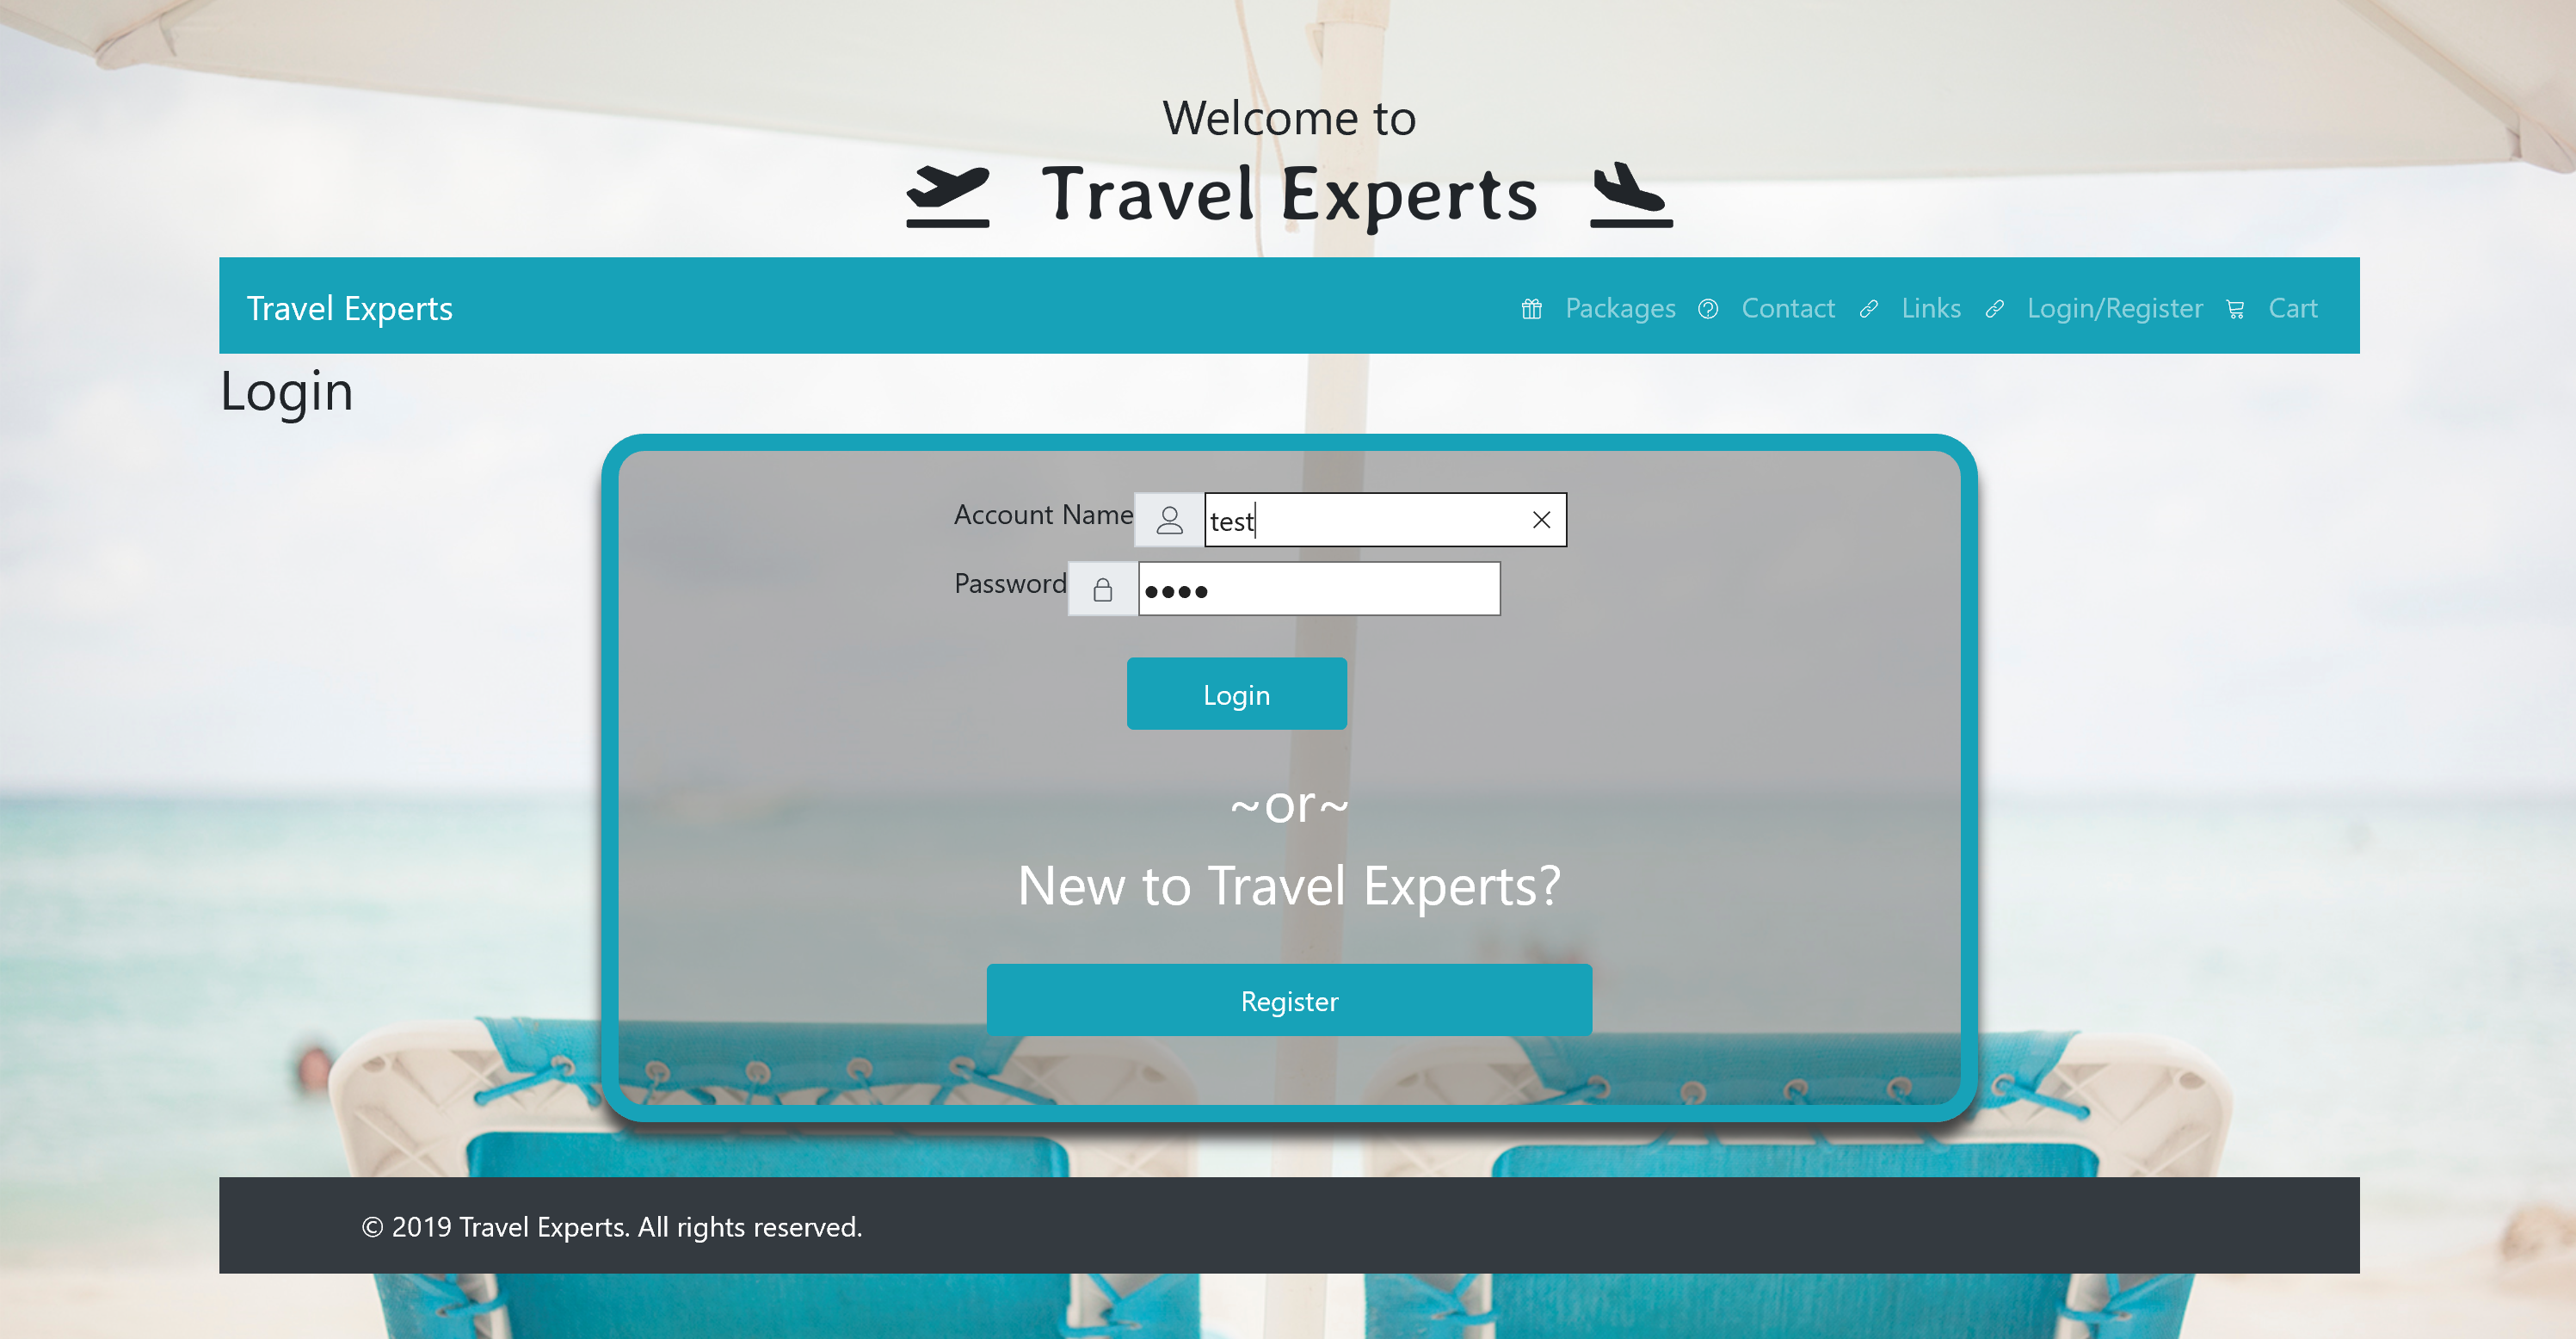 Welcome to
Travel Experts
Travel Experts Packages Contact Links Login/Register Cart
Login
Account Name test
Password ••••
Login
~or~
New to Travel Experts?
Register
© 2019 Travel Experts. All rights reserved.